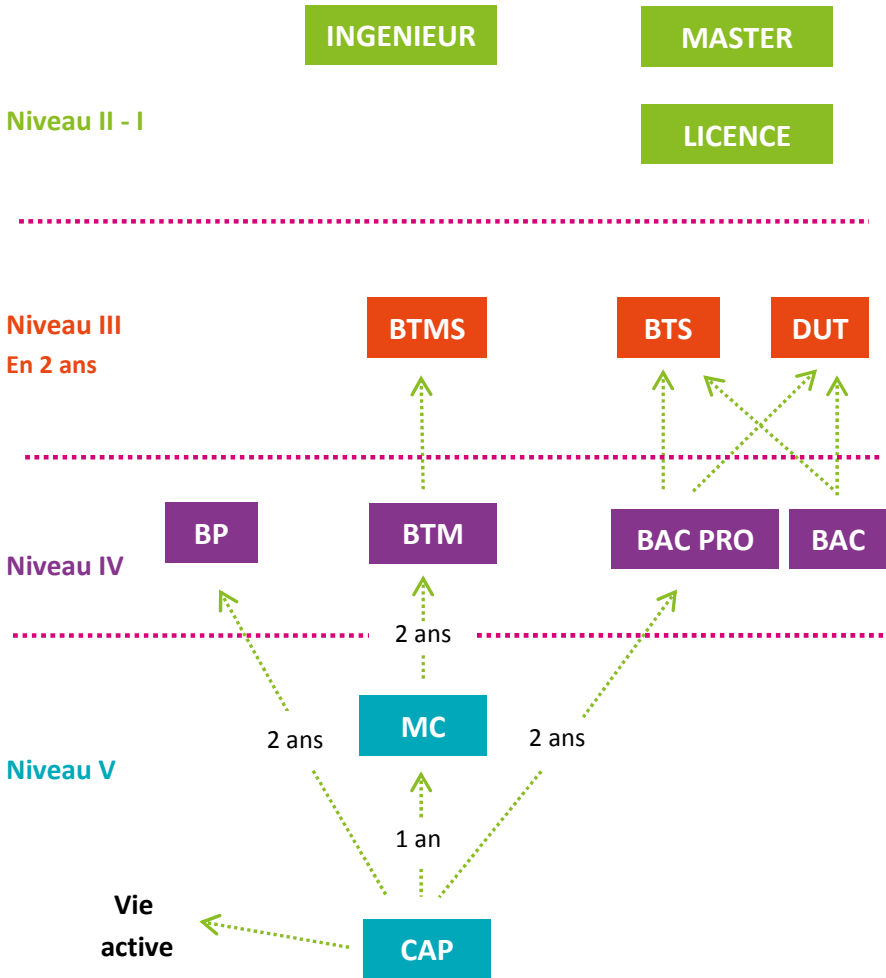 INGENIEUR
MASTER
Niveau II - I
LICENCE
Niveau III
En 2 ans
BTMS
BTS
DUT
BP
BTM
BAC PRO
BAC
Niveau IV
2 ans
MC
2 ans
2 ans
Niveau V
1 an
Vie
active
CAP